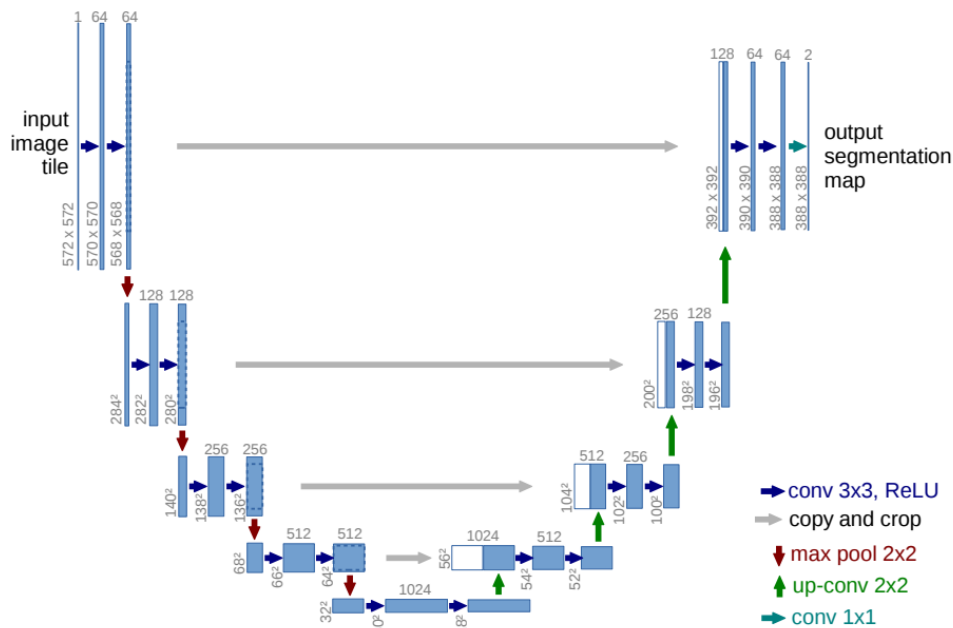 1 64 64
128 64 64 2
input
image
tile
output
segmentation
map
572 x 572
570 x 570
568 x 568
392 x 392
390 x 390
388 x 388
388 x 388
128 128
256 128
284²
282²
280²
200²
198²
196²
256 256
512 256
140²
138²
136²
104²
102²
100²
512 512
1024 512
68²
66²
64²
56²
54²
52²
1024
32²
0²
8²
conv 3x3, ReLU
copy and crop
max pool 2x2
up-conv 2x2
conv 1x1